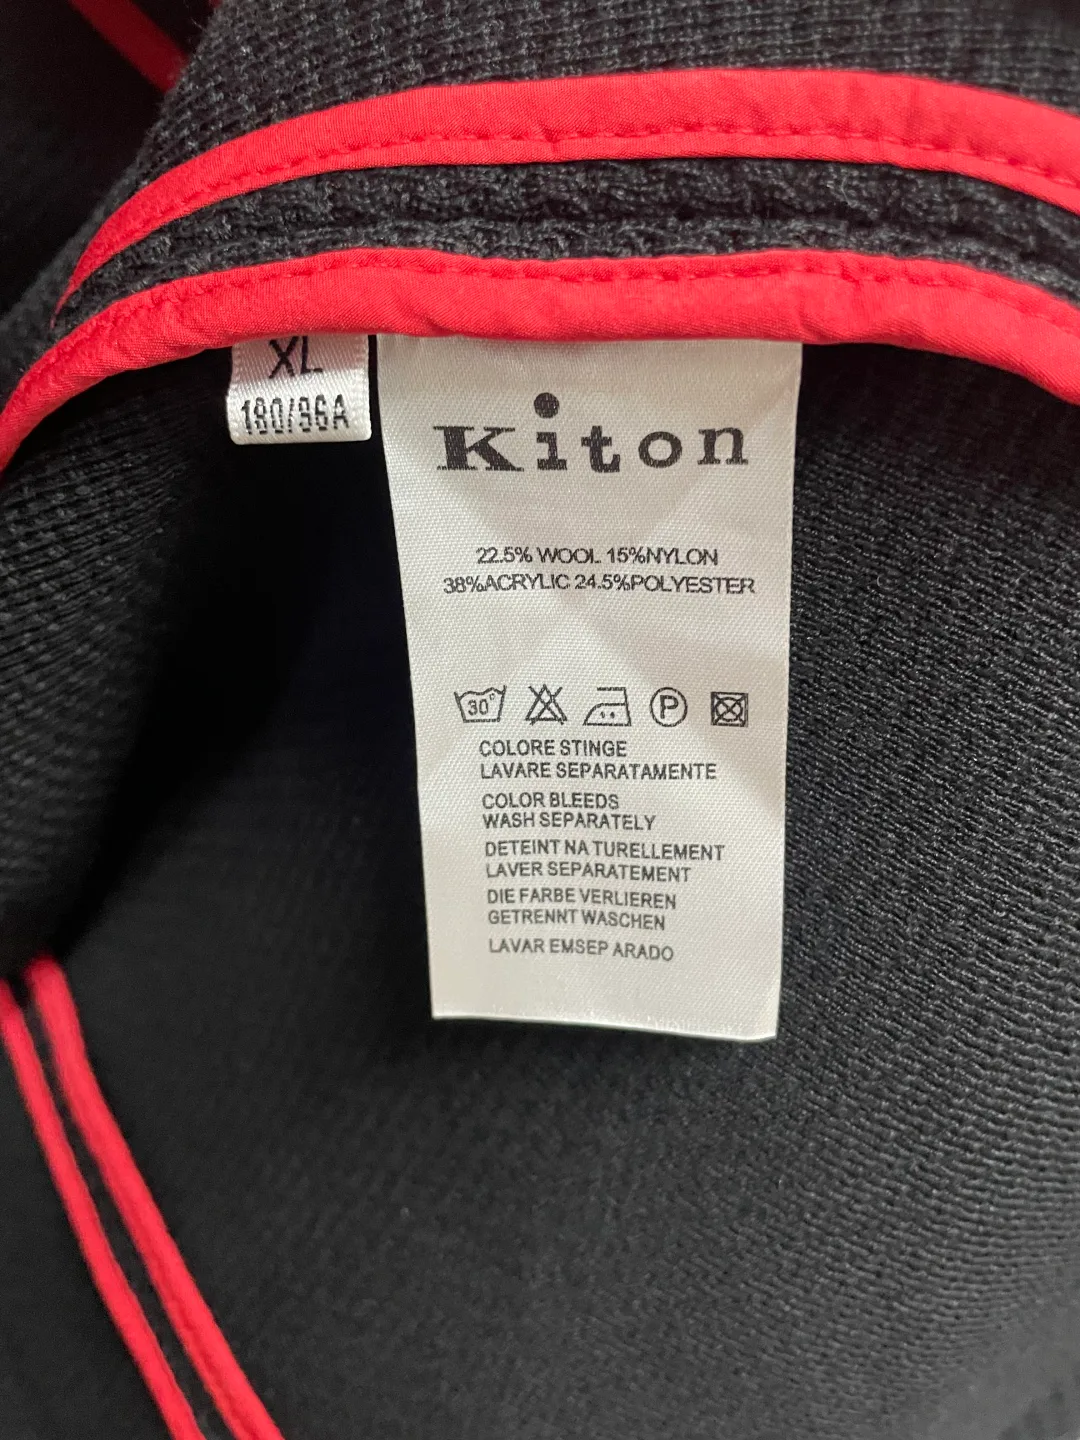 XL
180/96A
Kiton
22.5% WOOL 15%NYLON
38%ACRYLIC 24.5%POLYESTER
30° P
COLORE STINGE
LAVARE SEPARATAMENTE
COLOR BLEEDS
WASH SEPARATELY
DETEINT NA TURELLEMENT
LAVER SEPARATEMENT
DIE FARBE VERLIEREN
GETRENNT WASCHEN
LAVAR EMSEP ARADO